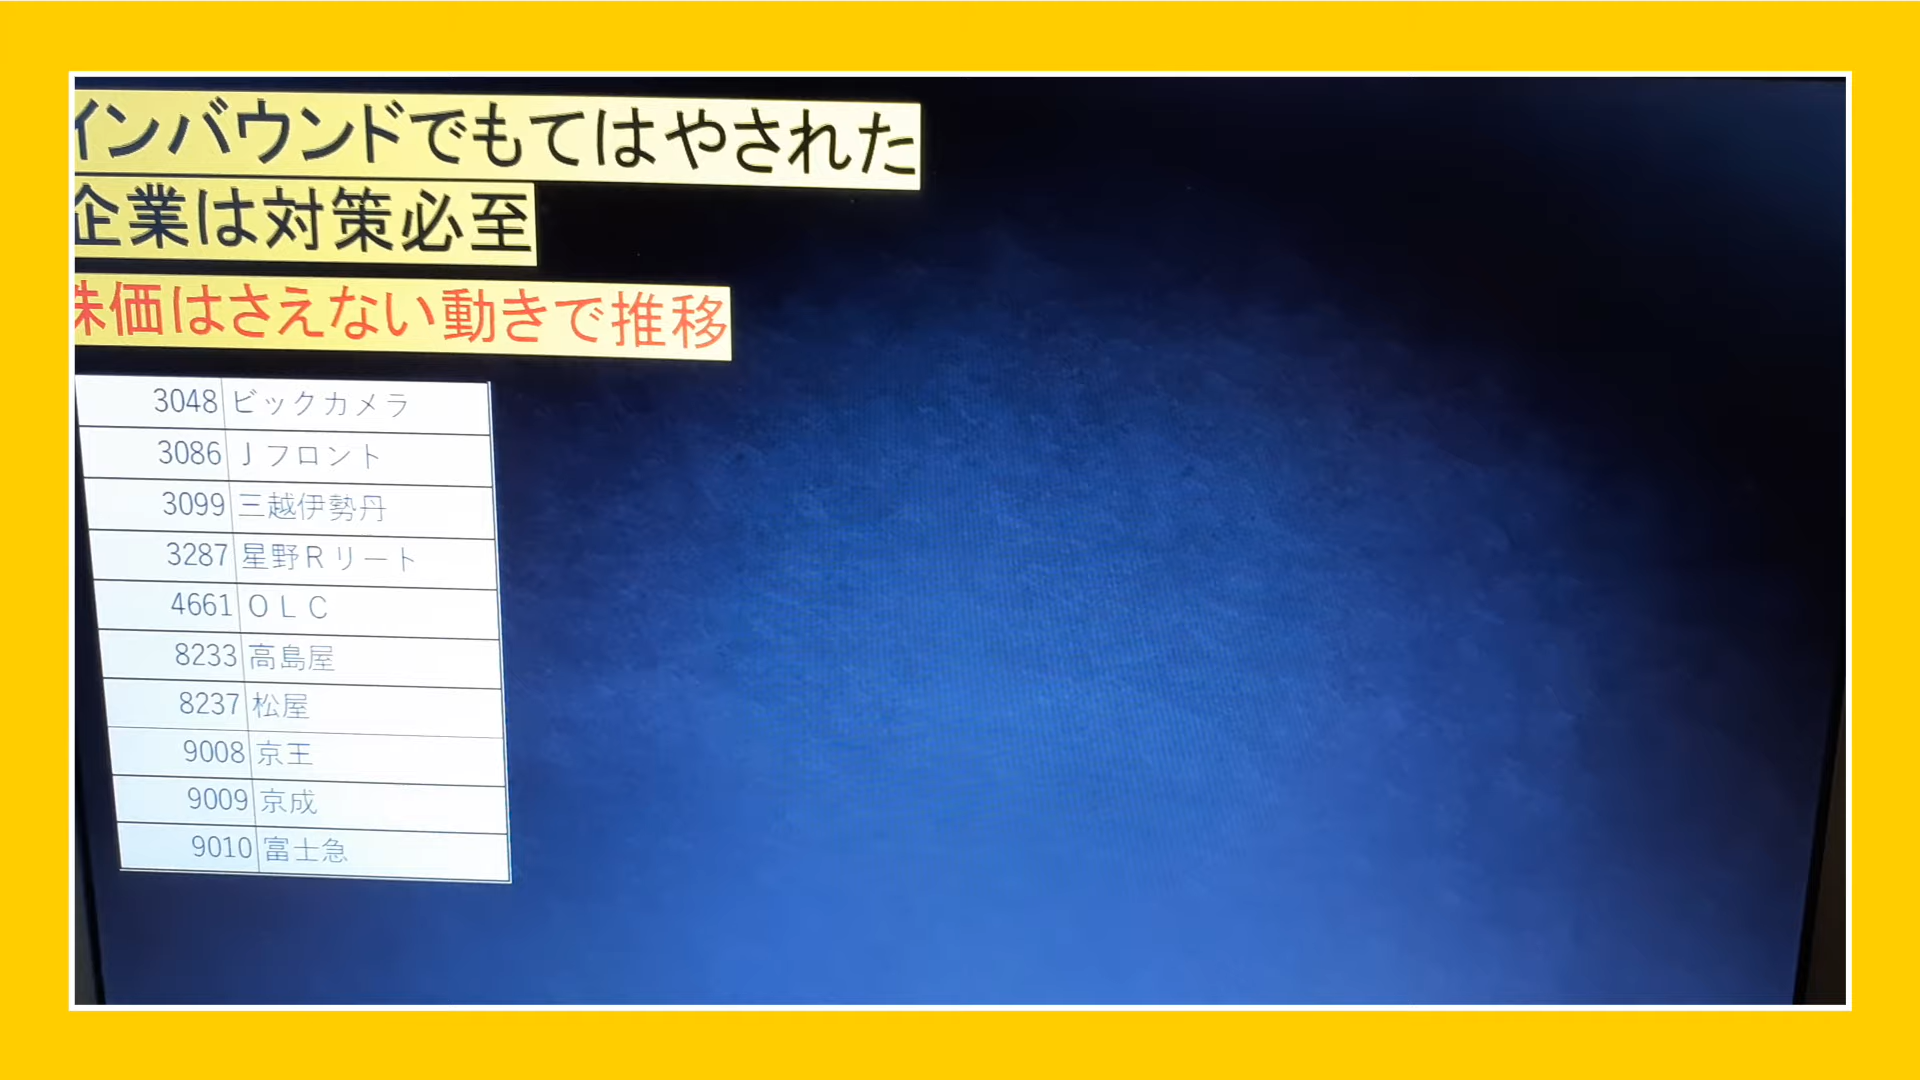 インバウンドでもてはやされた
企業は対策必至
株価はさえない動きで推移
3048 ビックカメラ
3086 Ｊフロント
3099 三越伊勢丹
3287 星野Ｒリート
4661 ＯＬＣ
8233 高島屋
8237 松屋
9008 京王
9009 京成
9010 富士急